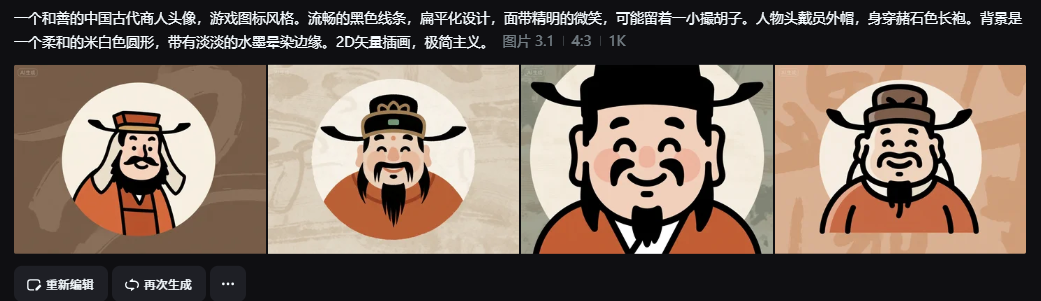 一个和善的中国古代商人头像，游戏图标风格。流畅的黑色线条，扁平化设计，面带精明的微笑，可能留着一小撮胡子。人物头戴员外帽，身穿赭石色长袍。背景是
一个柔和的米白色圆形，带有淡淡的水墨晕染边缘。2D矢量插画，极简主义。 图片 3.1 | 4:3 | 1K
重新编辑 再次生成 ···